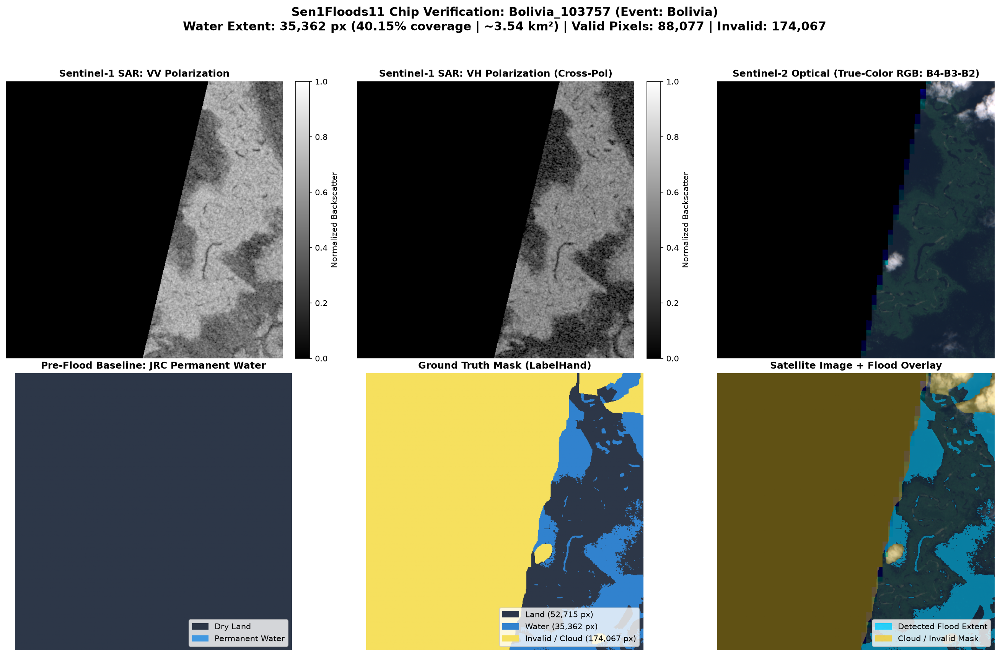 Sen1Floods11 Chip Verification: Bolivia_103757 (Event: Bolivia)
Water Extent: 35,362 px (40.15% coverage | ~3.54 km²) | Valid Pixels: 88,077 | Invalid: 174,067
Sentinel-1 SAR: VV Polarization
1.0
0.8
0.6
0.4
0.2
0.0
Normalized Backscatter
Sentinel-1 SAR: VH Polarization (Cross-Pol)
1.0
0.8
0.6
0.4
0.2
0.0
Normalized Backscatter
Sentinel-2 Optical (True-Color RGB: B4-B3-B2)
Pre-Flood Baseline: JRC Permanent Water
Dry Land
Permanent Water
Ground Truth Mask (LabelHand)
Land (52,715 px)
Water (35,362 px)
Invalid / Cloud (174,067 px)
Satellite Image + Flood Overlay
Detected Flood Extent
Cloud / Invalid Mask